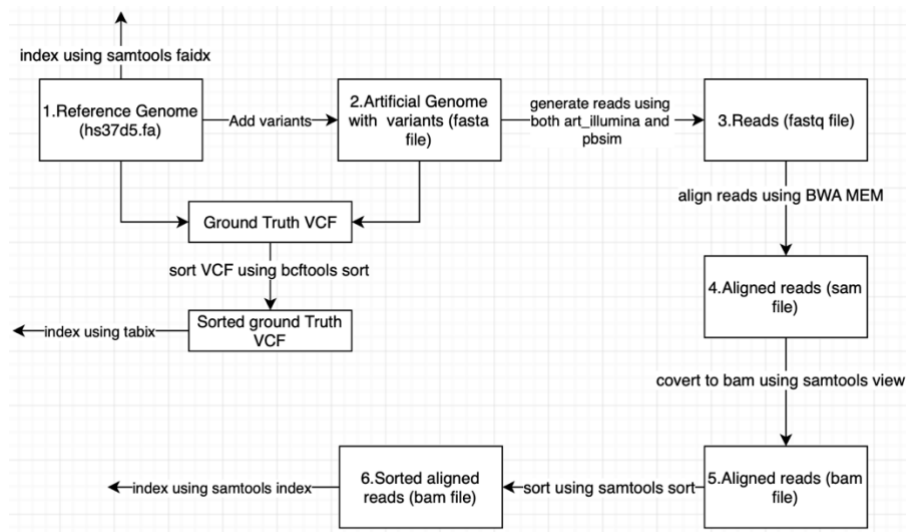 index using samtools faidx
1.Reference Genome
(hs37d5.fa)
Add variants
2.Artificial Genome
with variants (fasta
file)
generate reads using
both art_illumina and
pbsim
3.Reads (fastq file)
align reads using BWA MEM
Ground Truth VCF
sort VCF using bcftools sort
4.Aligned reads (sam
file)
index using tabix
Sorted ground Truth
VCF
covert to bam using samtools view
index using samtools index
6.Sorted aligned
reads (bam file)
sort using samtools sort
5.Aligned reads (bam
file)